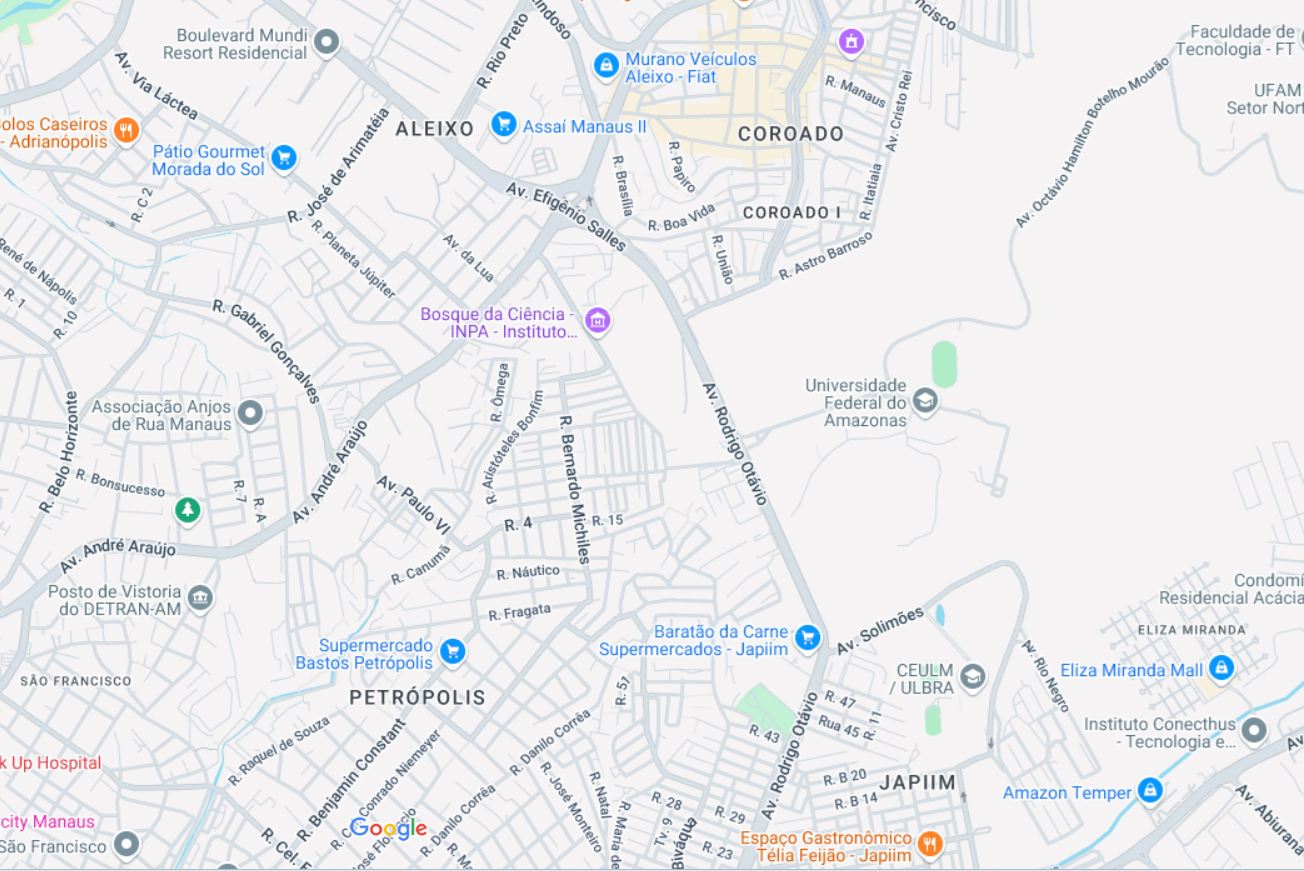 Boulevard Mundi
Resort Residencial
Av. Via Láctea
R. Rio Preto
Murano Veículos
Aleixo - Fiat
R. Manaus
Av. Cristo Rei
Faculdade de
Tecnologia - FT
UFAM
Setor Nort
Av. Octávio Hamilton Botelho Mourão
olos Caseiros
- Adrianópolis
Pátio Gourmet
Morada do Sol
R. José de Arimatéia
ALEIXO
Assaí Manaus II
COROADO
R. Papiro
R. Brasília
R. C 2
Av. Efigênio Salles
R. Boa Vida
COROADO I
R. Itatiaia
R. União
R. Astro Barroso
R. Planeta Júpiter
Av. da Lua
René de Nápolis
R. 1
R. 10
R. Gabriel Gonçalves
Bosque da Ciência -
INPA - Instituto...
Associação Anjos
de Rua Manaus
R. Ômega
R. Aristóteles Bonfim
R. Bernardo Michiles
Av. Rodrigo Otávio
Universidade
Federal do
Amazonas
R. Belo Horizonte
R. Bonsucesso
R. 7
R. A
Av. André Araújo
Av. Paulo VI
R. 4
R. 15
Av. André Araújo
R. Canumã
R. Náutico
R. Fragata
Posto de Vistoria
do DETRAN-AM
Supermercado
Bastos Petrópolis
Baratão da Carne
Supermercados - Japiim
Av. Solimões
Condomí
Residencial Acácia
ELIZA MIRANDA
Eliza Miranda Mall
CEULM
/ ULBRA
Av. Rio Negro
SÃO FRANCISCO
PETRÓPOLIS
R. 51
R. 47
Rua 45
R. 11
R. 43
Av. Rodrigo Otávio
Instituto Conecthus
- Tecnologia e...
R. Raquel de Souza
R. Benjamin Constant
R. Danilo Corrêa
k Up Hospital
R. B 20
R. B 14
JAPIIM
Amazon Temper
Av. Abiurana
R. José Monteiro
R. Natal
R. Danilo Corrêa
R. 28
R. 29
R. 23
Tv. 9
Bivaqua
city Manaus
São Francisco
Google
Espaço Gastronômico
Télia Feijão - Japiim